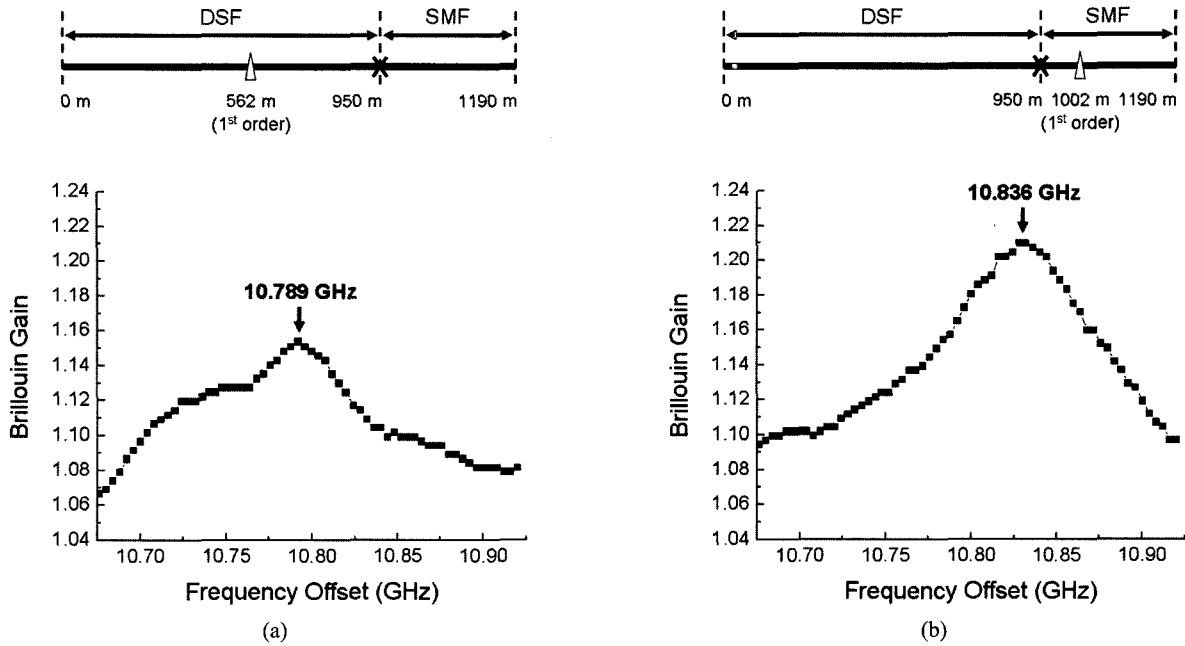 DSF SMF
0 m 562 m 950 m 1190 m
(1st order)
1.24
1.22
1.20
1.18
1.16
1.14
1.12
1.10
1.08
1.06
1.04
Brillouin Gain
10.789 GHz
10.70 10.75 10.80 10.85 10.90
Frequency Offset (GHz)
(a)
DSF SMF
0 m 950 m 1002 m 1190 m
(1st order)
1.24
1.22
1.20
1.18
1.16
1.14
1.12
1.10
1.08
1.06
1.04
Brillouin Gain
10.836 GHz
10.70 10.75 10.80 10.85 10.90
Frequency Offset (GHz)
(b)